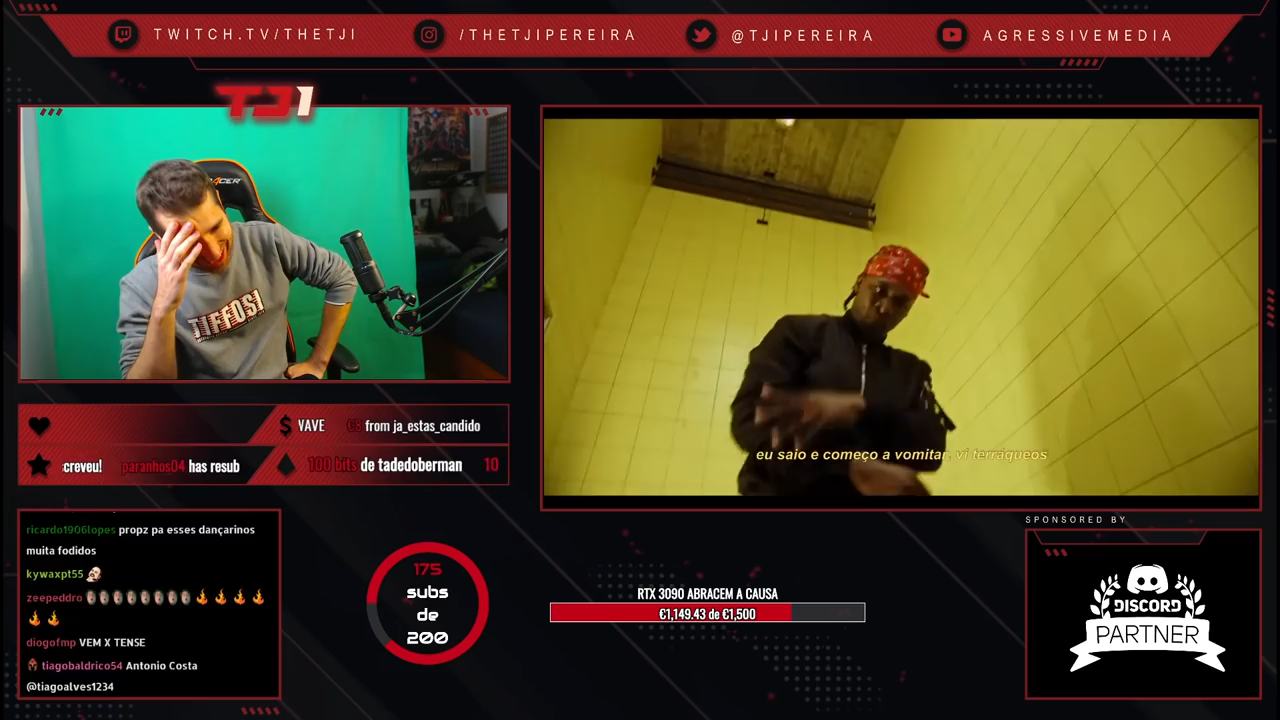 TWITCH.TV/THETJI
/THETJIPEREIRA
@TJIPEREIRA
AGRESSIVEMEDIA
TJ1
RACER
TIFFOSI
eu saio e começo a vomitar, vi terráqueos
VAVE
€8 from ja_estas_candido
creveu! paranhos04 has resub
100 bits de tadedoberman 10
ricardo1906lopes propz pa esses dançarinos
muita fodidos
kywaxpt55
zeepeddro
diogofmp VEM X TENSE
tiagobaldrico54 Antonio Costa
@tiagoalves1234
175
subs
de
200
RTX 3090 ABRACEM A CAUSA
€1,149.43 de €1,500
SPONSORED BY
DISCORD
PARTNER